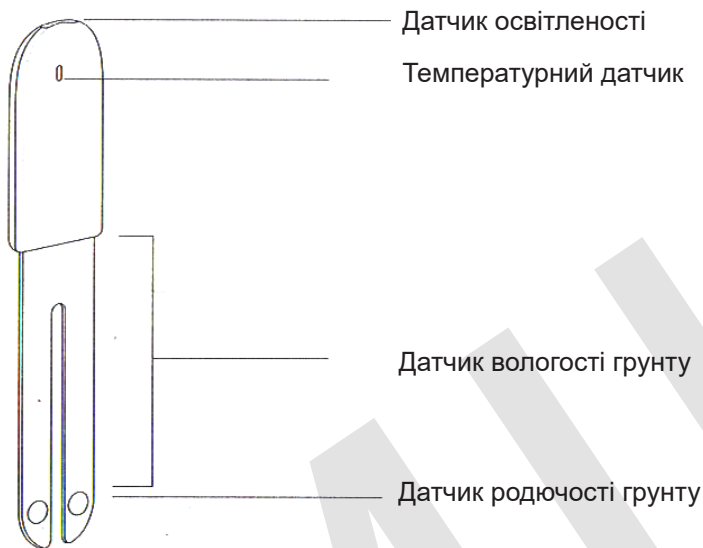 Датчик освітленості
Температурний датчик
Датчик вологості грунту
Датчик родючості грунту